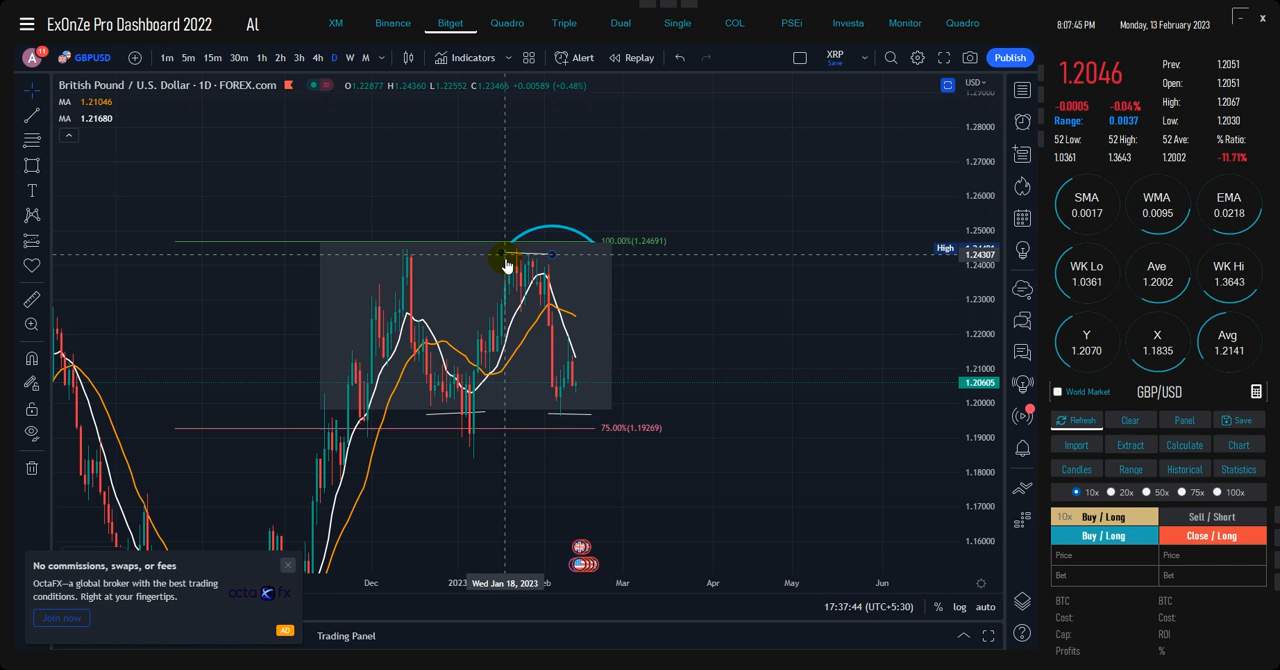 ExOnZe Pro Dashboard 2022
AI
XM
Binance
Bitget
Quadro
Triple
Dual
Single
COL
PSEi
Investa
Monitor
Quadro
8:07:45 PM
Monday, 13 February 2023
X
A
11
GBPUSD
1m 5m 15m 30m 1h 2h 3h 4h D W M
Indicators
Alert
Replay
XRP
Save
Publish
British Pound / U.S. Dollar · 1D · FOREX.com
O1.22877 H1.24360 L1.22552 C1.23466 +0.00589 (+0.48%)
MA 1.21046
MA 1.21680
USD
1.29000
1.28000
1.27000
1.26000
1.25000
100.00%(1.24691)
High
1.24307
1.24000
1.23000
1.22000
1.21000
1.20605
1.20000
75.00%(1.19269)
1.19000
1.18000
1.17000
1.16000
Dec
2023
Wed Jan 18, 2023
Mar
Apr
May
Jun
17:37:44 (UTC+5:30)
%
log
auto
Trading Panel
No commissions, swaps, or fees
OctaFX—a global broker with the best trading
conditions. Right at your fingertips.
octa fx
Join now
AD
1.2046
-0.0005 -0.04%
Range: 0.0037
Prev: 1.2051
Open: 1.2051
High: 1.2067
Low: 1.2030
52 Low: 52 High: 52 Ave: % Ratio:
1.0361 1.3643 1.2002 -11.71%
SMA
0.0017
WMA
0.0095
EMA
0.0218
WK Lo
1.0361
Ave
1.2002
WK Hi
1.3643
Y
1.2070
X
1.1835
Avg
1.2141
World Market
GBP/USD
Refresh Clear Panel Save
Import Extract Calculate Chart
Candles Range Historical Statistics
10x 20x 50x 75x 100x
10x Buy / Long Sell / Short
Buy / Long Close / Long
Price Price
Bet Bet
BTC BTC
Cost: Cost:
Cap: ROI
Profits %